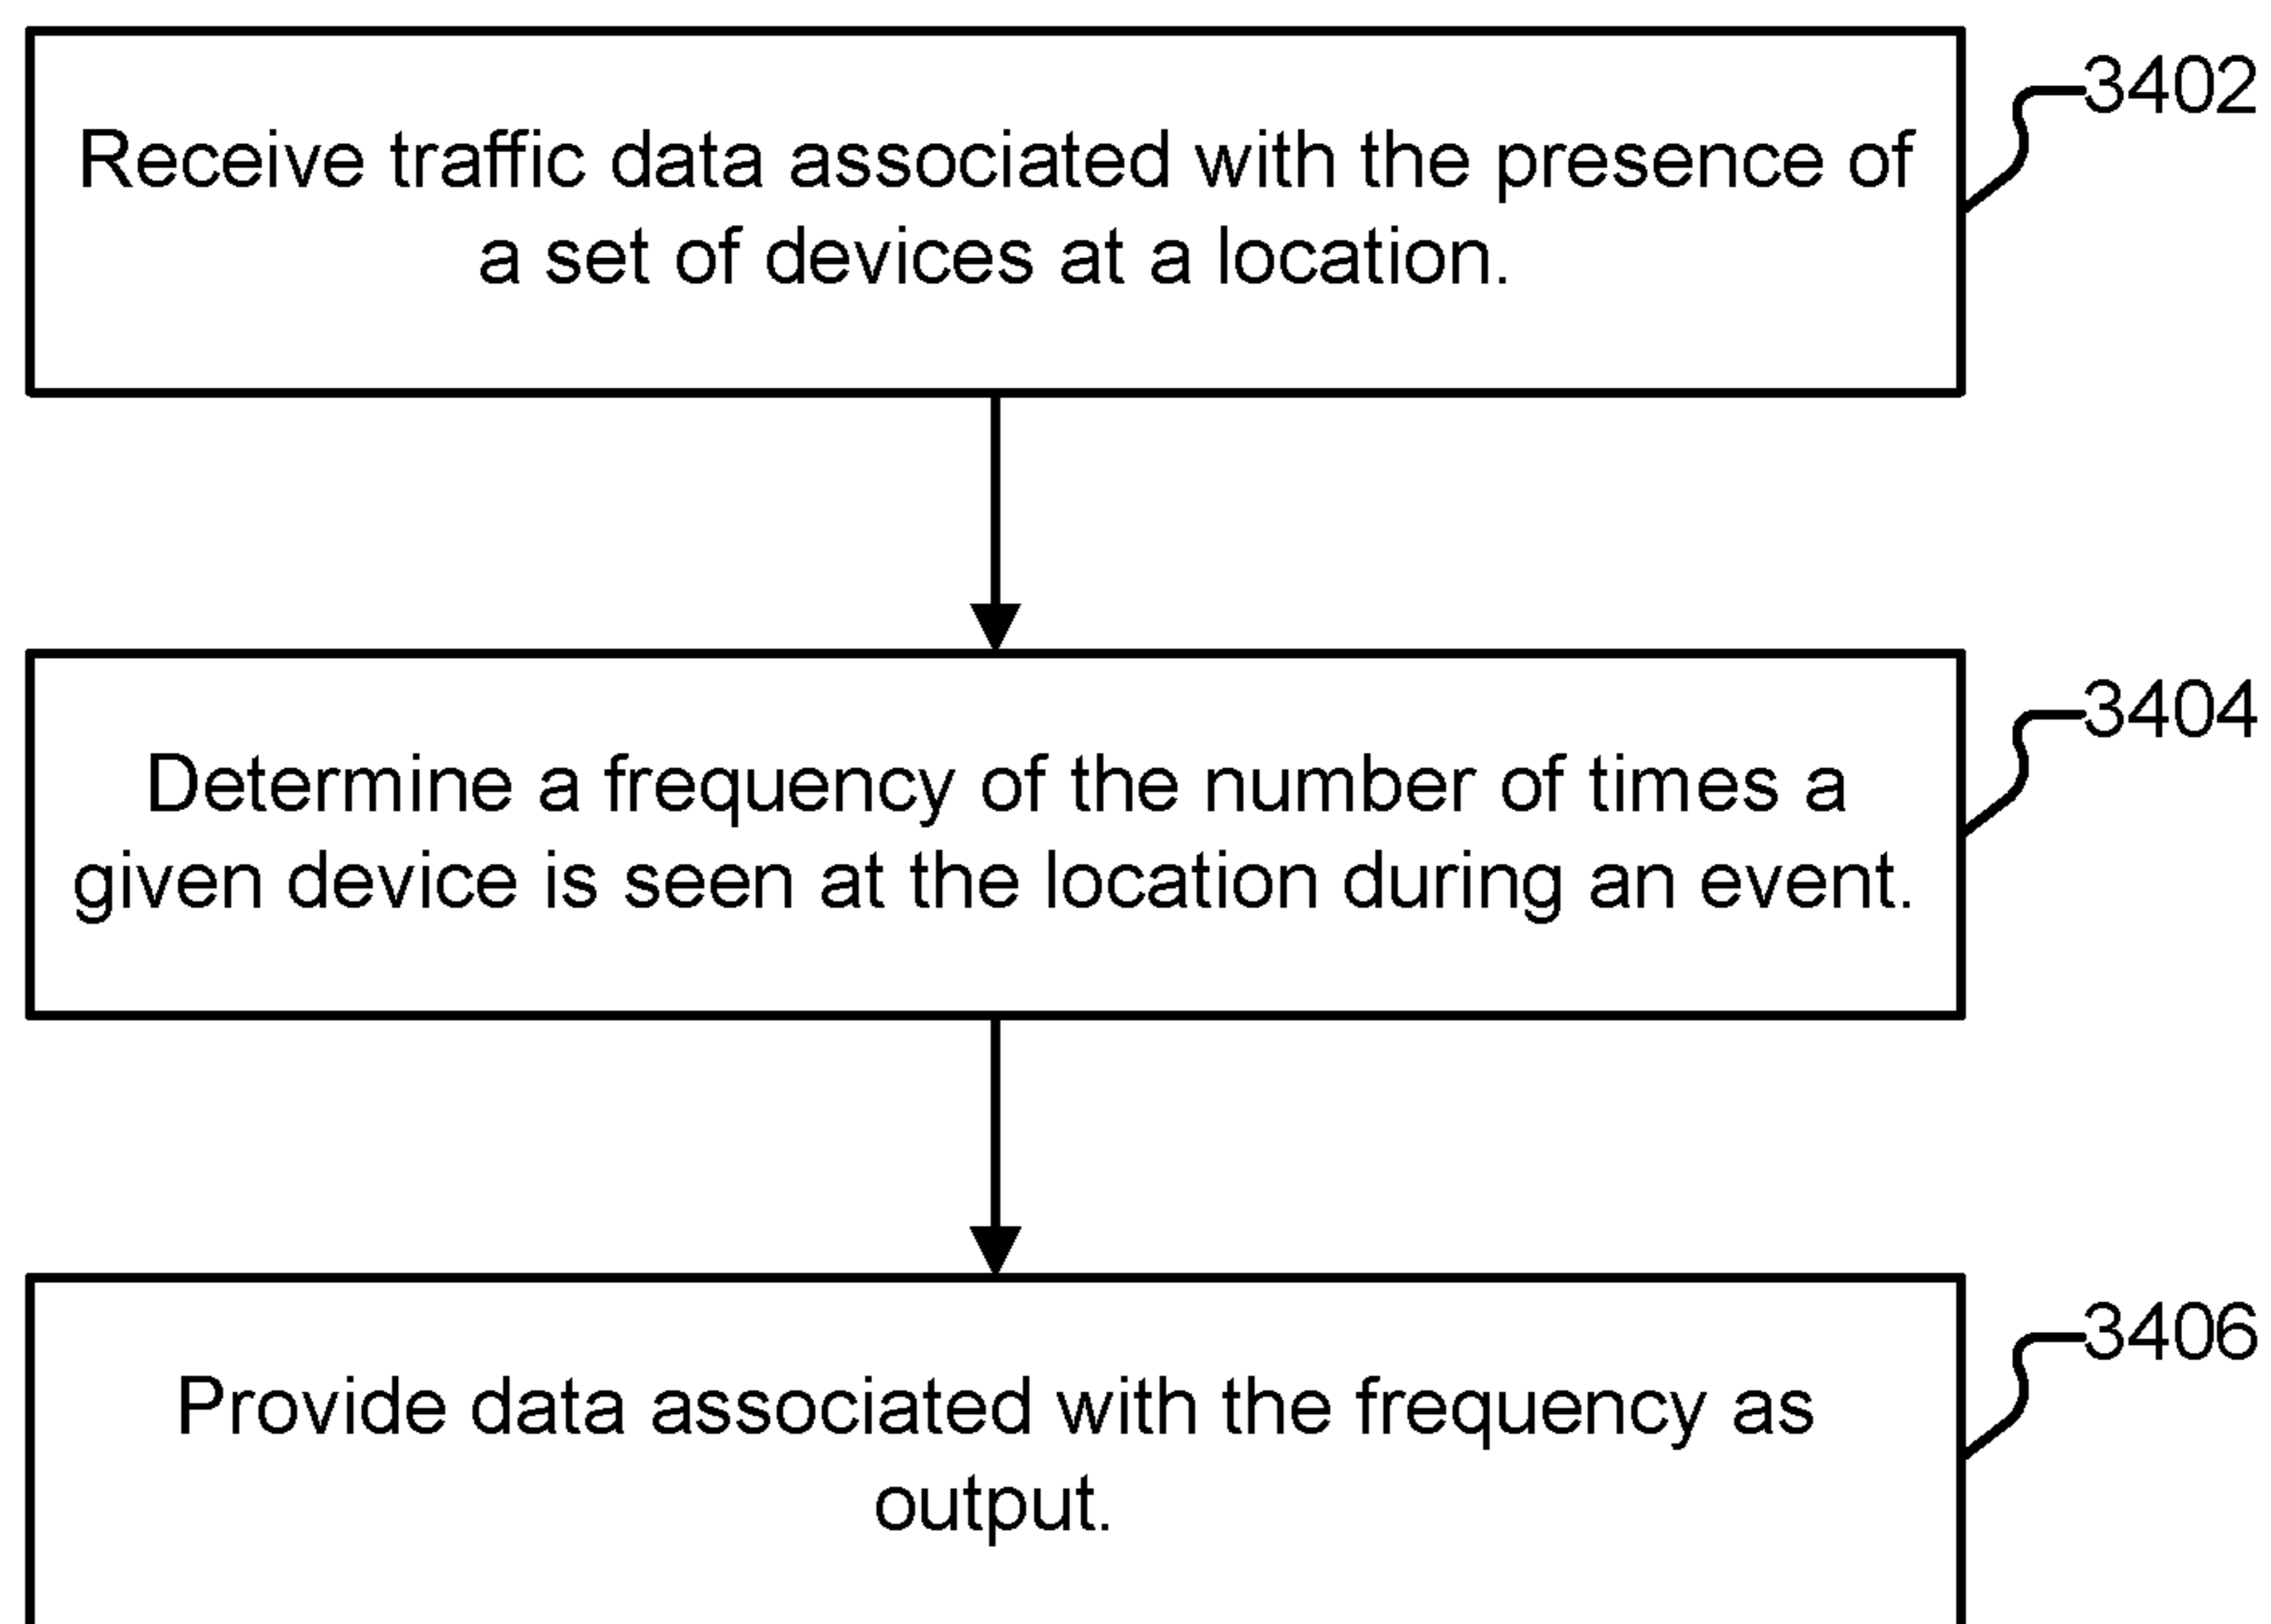 3402
Receive traffic data associated with the presence of
a set of devices at a location.
3404
Determine a frequency of the number of times a
given device is seen at the location during an event.
3406
Provide data associated with the frequency as
output.